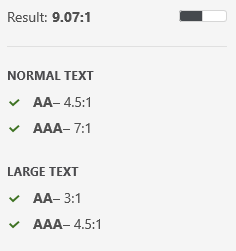 Result: 9.07:1
NORMAL TEXT
AA– 4.5:1
AAA– 7:1
LARGE TEXT
AA– 3:1
AAA– 4.5:1